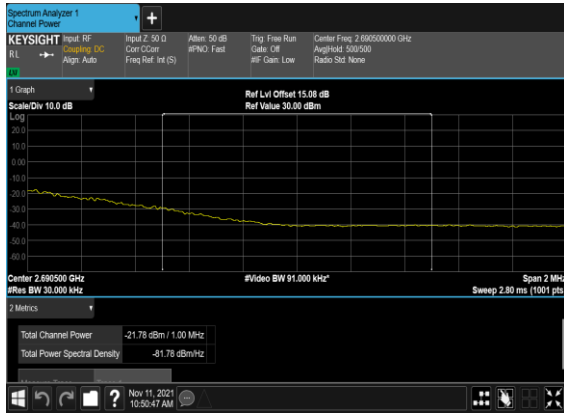 Spectrum Analyzer 1
Channel Power
+
KEYSIGHT Input: RF Input Z: 50 Ω Atten: 50 dB Trig: Free Run Center Freq: 2.690500000 GHz
RL Coupling: DC Corr CCorr #PNO: Fast Gate: Off Avg|Hold: 500/500
Align: Auto Freq Ref: Int (S) #IF Gain: Low Radio Std: None
1 Graph
Ref Lvl Offset 15.08 dB
Scale/Div 10.0 dB Ref Value 30.00 dBm
Log
20.0
10.0
0.00
-10.0
-20.0
-30.0
-40.0
-50.0
-60.0
Center 2.690500 GHz #Video BW 91.000 kHz* Span 2 MHz
#Res BW 30.000 kHz Sweep 2.80 ms (1001 pts
2 Metrics
Total Channel Power -21.78 dBm / 1.00 MHz
Total Power Spectral Density -81.78 dBm/Hz
? Nov 11, 2021
10:50:47 AM